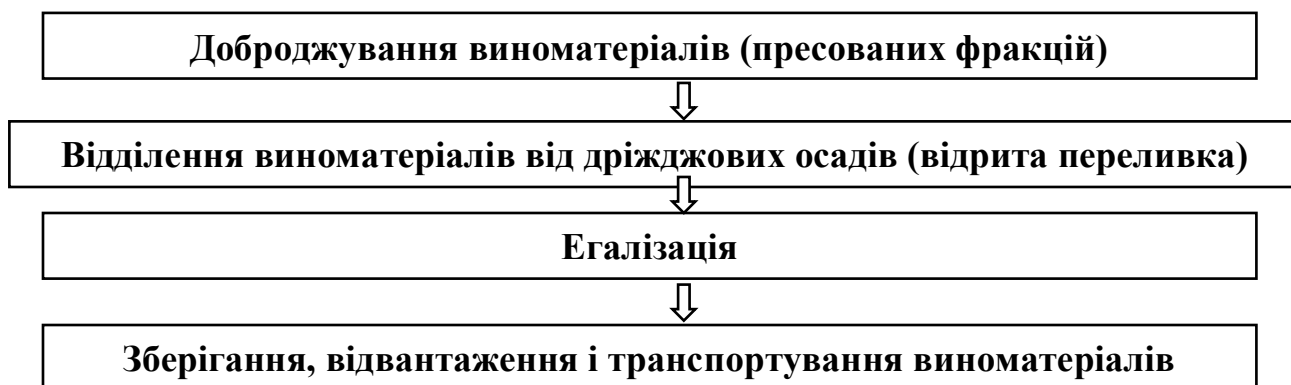 Доброджування виноматеріалів (пресованих фракцій)
Відділення виноматеріалів від дріжджових осадів (відрита переливка)
Егалізація
Зберігання, відвантаження і транспортування виноматеріалів